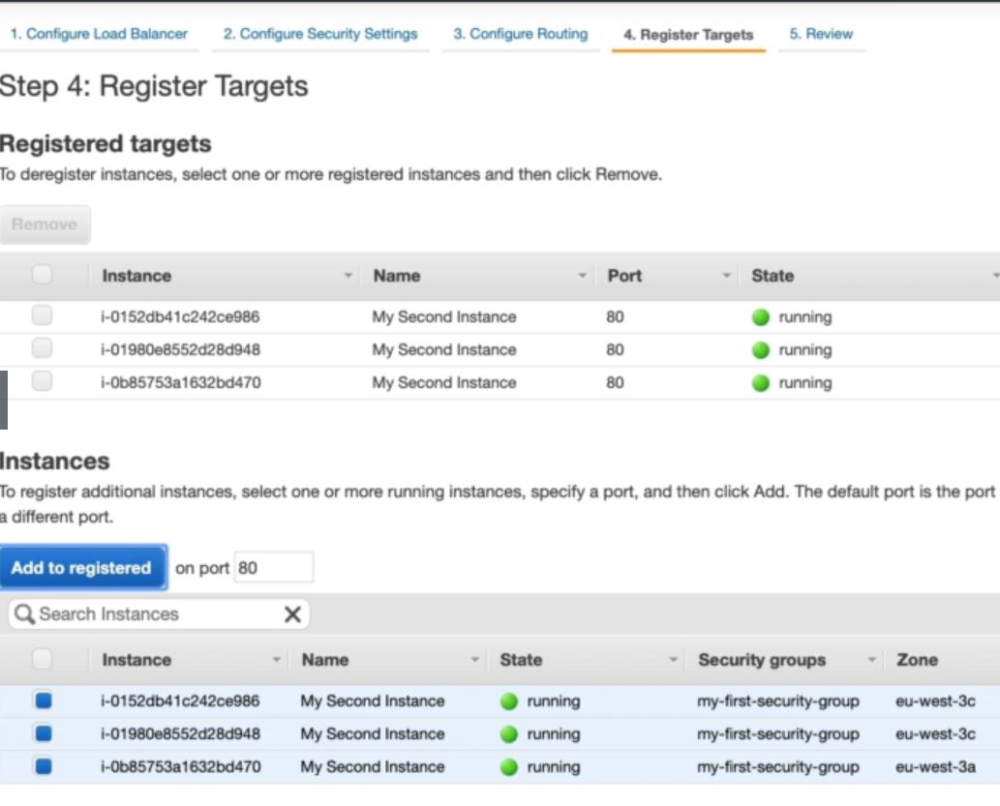 1. Configure Load Balancer 2. Configure Security Settings 3. Configure Routing 4. Register Targets 5. Review
Step 4: Register Targets
Registered targets
To deregister instances, select one or more registered instances and then click Remove.
Remove
Instance Name Port State
i-0152db41c242ce986 My Second Instance 80 running
i-01980e8552d28d948 My Second Instance 80 running
i-0b85753a1632bd470 My Second Instance 80 running
Instances
To register additional instances, select one or more running instances, specify a port, and then click Add. The default port is the port
a different port.
Add to registered on port 80
Search Instances
Instance Name State Security groups Zone
i-0152db41c242ce986 My Second Instance running my-first-security-group eu-west-3c
i-01980e8552d28d948 My Second Instance running my-first-security-group eu-west-3c
i-0b85753a1632bd470 My Second Instance running my-first-security-group eu-west-3a